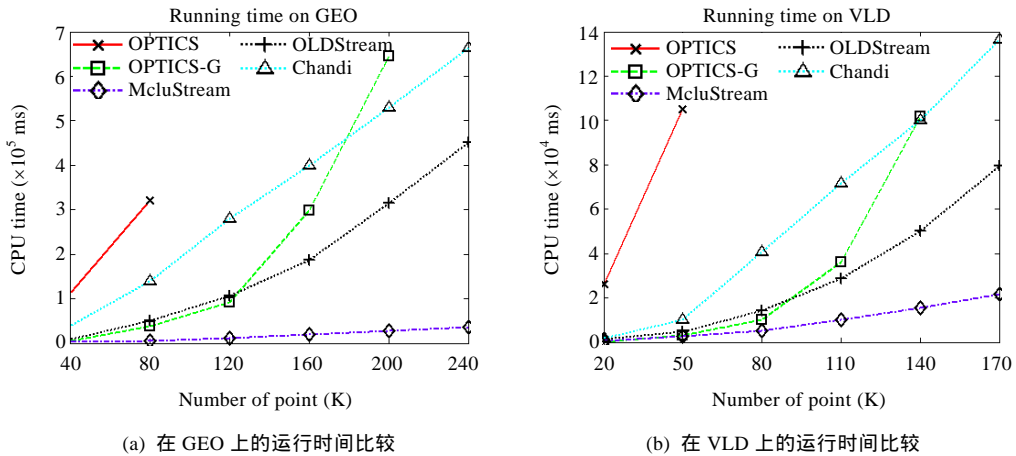 Running time on GEO
7
6
5
4
3
2
1
0
CPU time (×10⁵ ms)
OPTICS
OPTICS-G
McluStream
OLDStream
Chandi
40 80 120 160 200 240
Number of point (K)
(a) 在 GEO 上的运行时间比较
Running time on VLD
14
12
10
8
6
4
2
0
CPU time (×10⁴ ms)
OPTICS
OPTICS-G
McluStream
OLDStream
Chandi
20 50 80 110 140 170
Number of point (K)
(b) 在 VLD 上的运行时间比较